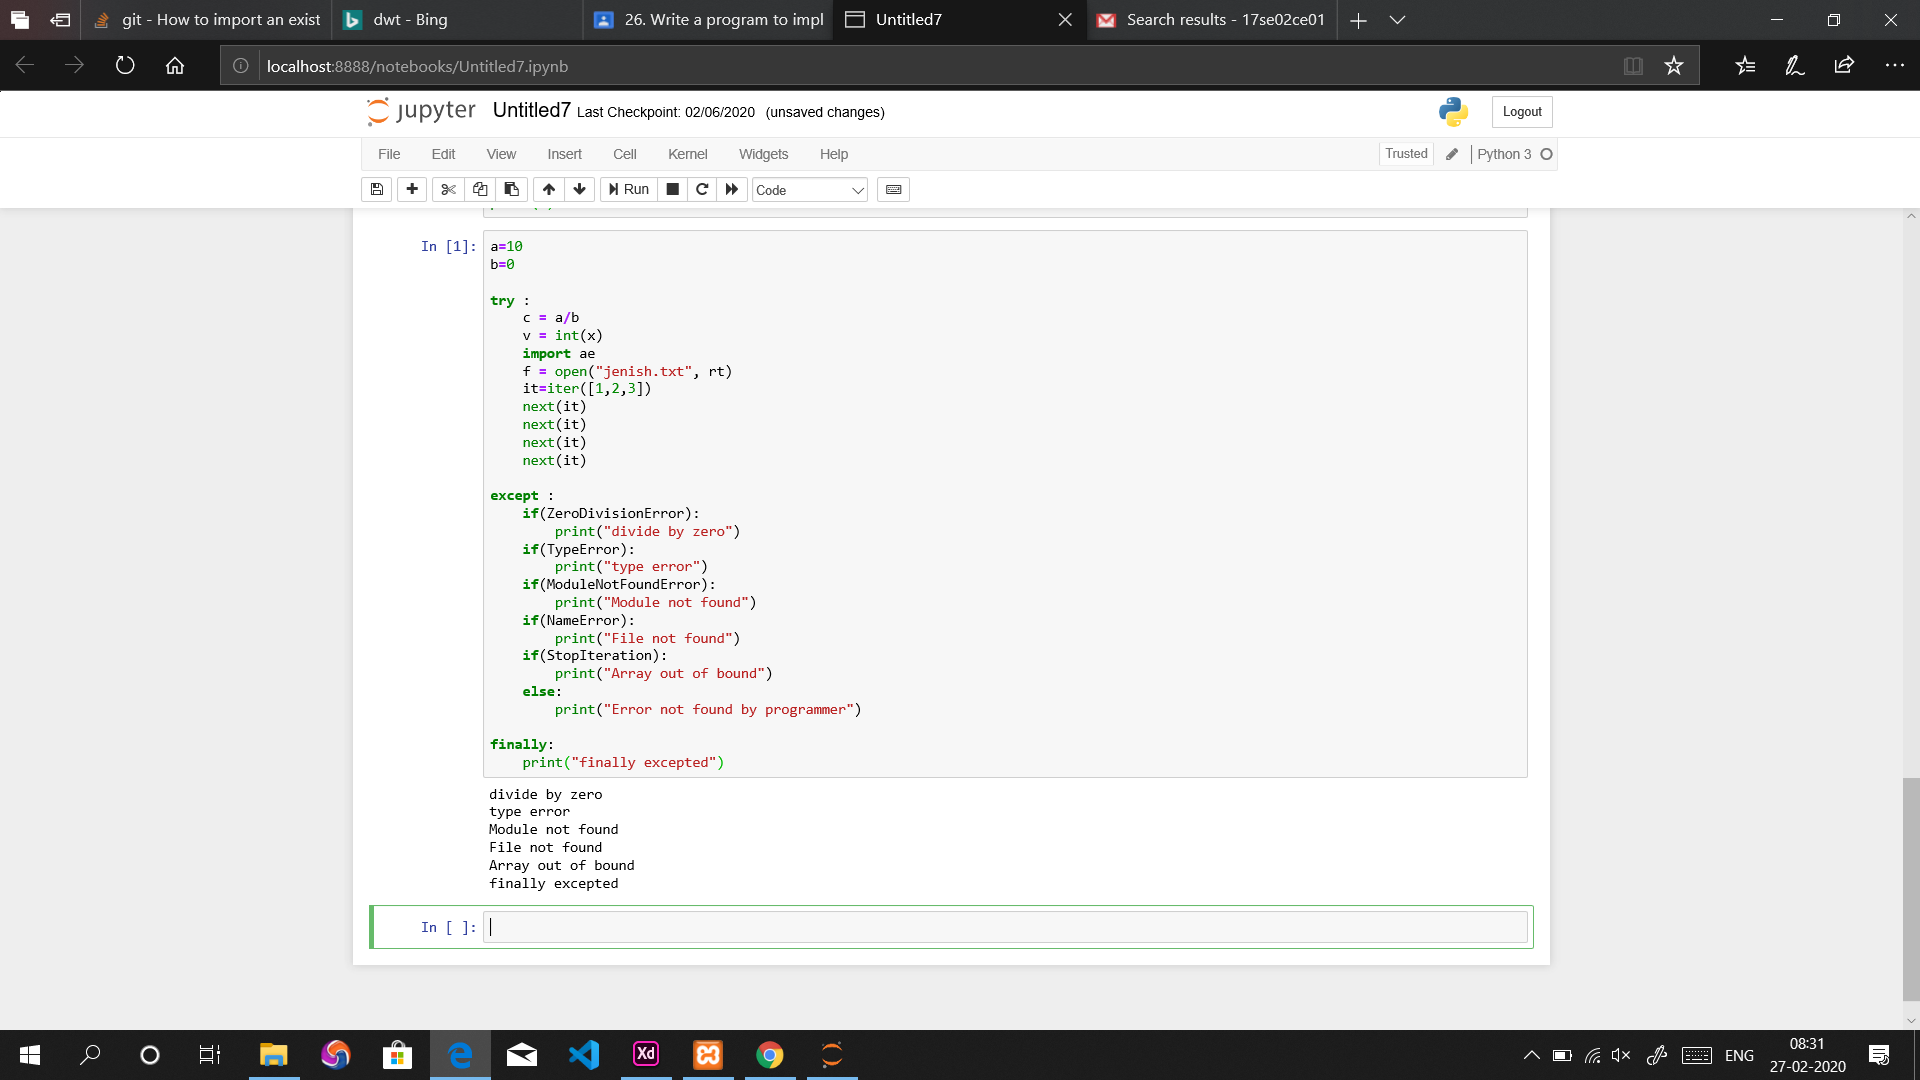 git - How to import an exist
dwt - Bing
26. Write a program to impl
Untitled7
Search results - 17se02ce01
localhost:8888/notebooks/Untitled7.ipynb
jupyter Untitled7 Last Checkpoint: 02/06/2020 (unsaved changes)
Logout
File Edit View Insert Cell Kernel Widgets Help
Trusted Python 3
Run Code
In [1]:
a=10
b=0
try :
    c = a/b
    v = int(x)
    import ae
    f = open("jenish.txt", rt)
    it=iter([1,2,3])
    next(it)
    next(it)
    next(it)
    next(it)
except :
    if(ZeroDivisionError):
        print("divide by zero")
    if(TypeError):
        print("type error")
    if(ModuleNotFoundError):
        print("Module not found")
    if(NameError):
        print("File not found")
    if(StopIteration):
        print("Array out of bound")
    else:
        print("Error not found by programmer")
finally:
    print("finally excepted")
divide by zero
type error
Module not found
File not found
Array out of bound
finally excepted
In [ ]:
Xd
ENG
08:31
27-02-2020